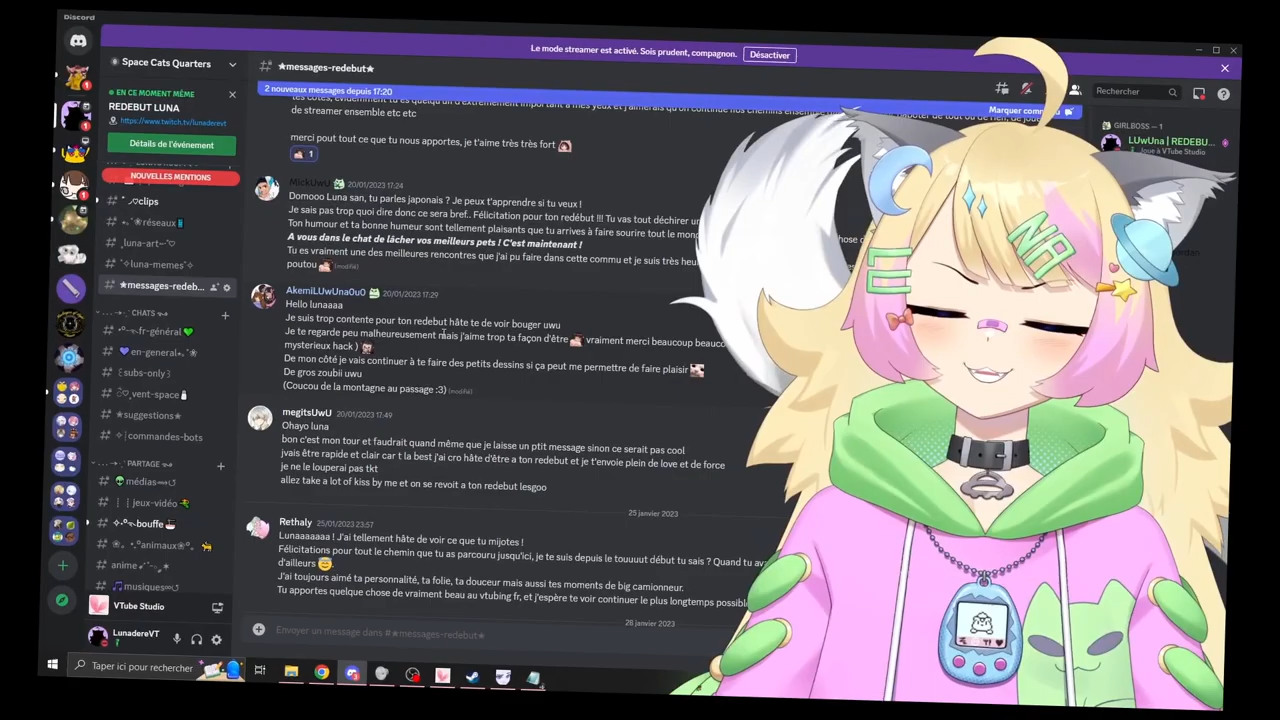 Discord
Le mode streamer est activé. Sois prudent, compagnon. Désactiver
Space Cats Quarters
★messages-redebut★
Rechercher
EN CE MOMENT MÊME
REDEBUT LUNA
https://www.twitch.tv/lunaderevt
Détails de l'événement
NOUVELLES MENTIONS
clips
réseaux
luna-art
luna-memes
★messages-redeb...
CHATS
fr-général
en-general
subs-only
vent-space
★suggestions★
commandes-bots
PARTAGE
médias
jeux-vidéo
bouffe
animaux
anime
musiques
VTube Studio
LunadereVT
2 nouveaux messages depuis 17:20
Marquer comme lu
de streamer ensemble etc etc
merci pout tout ce que tu nous apportes, je t'aime très très fort
1
MickUwU 20/01/2023 17:24
Domooo Luna san, tu parles japonais ? Je peux t'apprendre si tu veux !
Je sais pas trop quoi dire donc ce sera bref.. Félicitation pour ton redébut !!! Tu vas tout déchirer
Ton humour et ta bonne humeur sont tellement plaisants que tu arrives à faire sourire tout le
A vous dans le chat de lâcher vos meilleurs pets ! C'est maintenant !
Tu es vraiment une des meilleures rencontres que j'ai pu faire dans cette commu et je suis très
poutou (modifié)
AkemiLUwUna0u0 20/01/2023 17:29
Hello lunaaaa
Je suis trop contente pour ton redebut hâte te de voir bouger uwu
Je te regarde peu malheureusement mais j'aime trop ta façon d'être vraiment merci beaucoup
mysterieux hack )
De mon côté je vais continuer à te faire des petits dessins si ça peut me permettre de faire plaisir
De gros zoubii uwu
(Coucou de la montagne au passage :3) (modifié)
megitsUwU 20/01/2023 17:49
Ohayo luna
bon c'est mon tour et faudrait quand même que je laisse un ptit message sinon ce serait pas cool
jvais être rapide et clair car t la best j'ai cro hâte d'être a ton redebut et je t'envoie plein de love et de force
je ne le louperai pas tkt
allez take a lot of kiss by me et on se revoit a ton redebut lesgoo
25 janvier 2023
Rethaly 25/01/2023 23:57
Lunaaaaaaa ! J'ai tellement hâte de voir ce que tu mijotes !
Félicitations pour tout le chemin que tu as parcouru jusqu'ici, je te suis depuis le touuuut début tu sais ? Quand tu
d'ailleurs
J'ai toujours aimé ta personnalité, ta folie, ta douceur mais aussi tes moments de big camionneur.
Tu apportes quelque chose de vraiment beau au vtubing fr, et j'espère te voir continuer le plus longtemps possible
26 janvier 2023
Envoyer un message dans #★messages-redebut★
GIRLBOSS — 1
LUwUna | REDEBU...
Joue à VTube Studio
NA
Taper ici pour rechercher